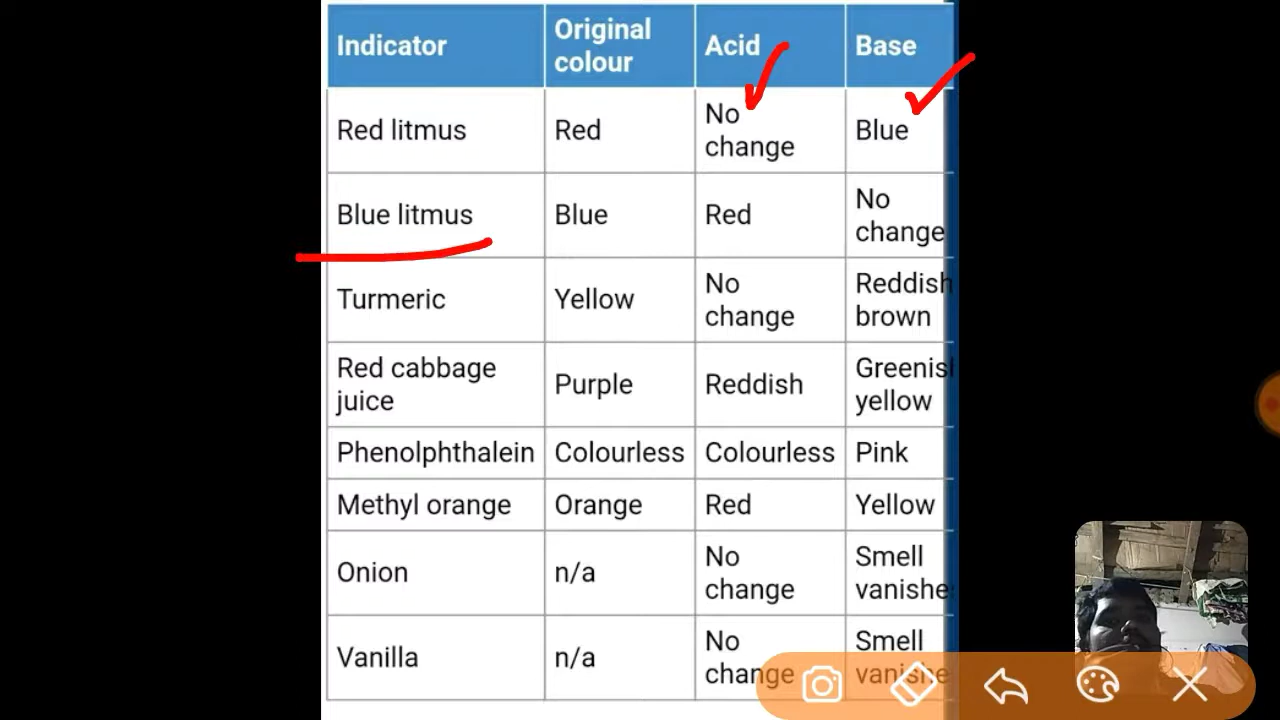 Indicator
Original
colour
Acid
Base
Red litmus
Red
No
change
Blue
Blue litmus
Blue
Red
No
change
Turmeric
Yellow
No
change
Reddish
brown
Red cabbage
juice
Purple
Reddish
Greenish
yellow
Phenolphthalein
Colourless
Colourless
Pink
Methyl orange
Orange
Red
Yellow
Onion
n/a
No
change
Smell
vanishe
Vanilla
n/a
No
change
Smell
vanishe